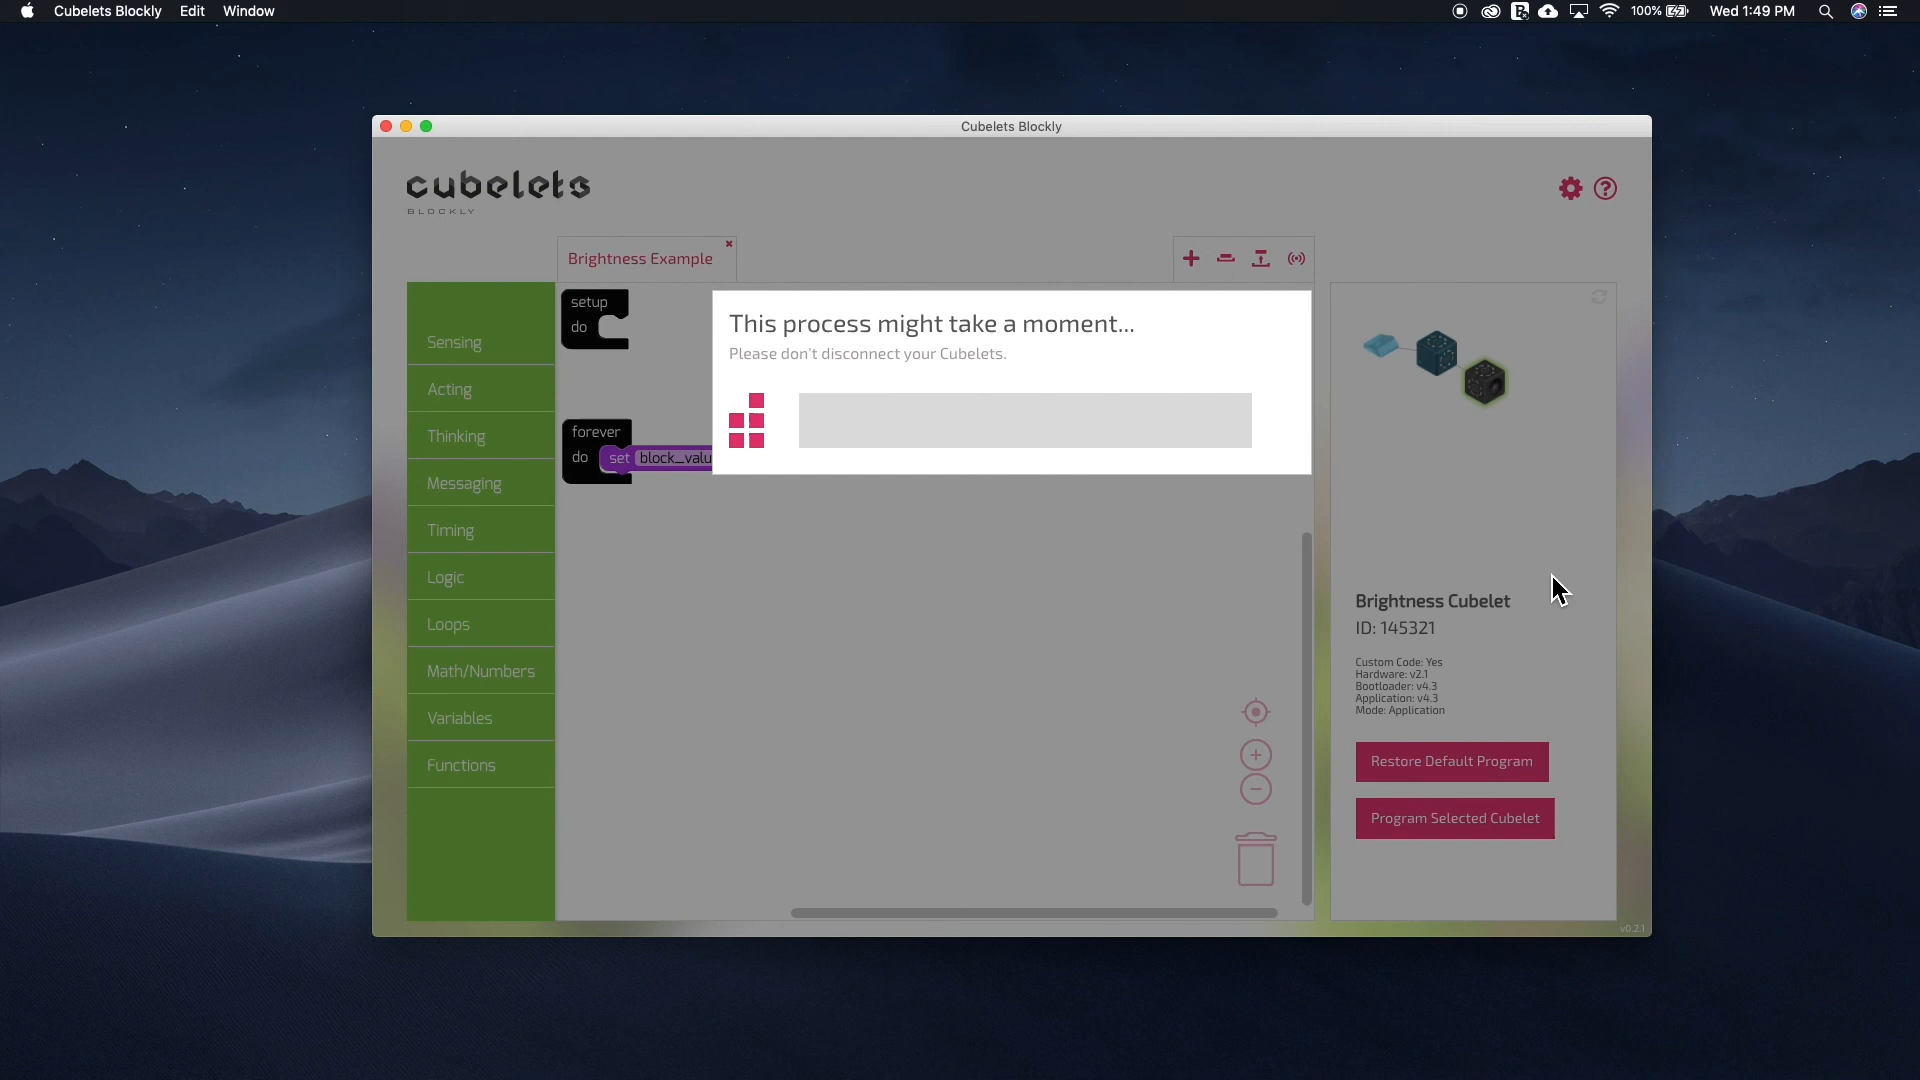 Cubelets Blockly Edit Window
100% Wed 1:49 PM
Cubelets Blockly
cubelets
BLOCKLY
Brightness Example
setup
do
Sensing
Acting
Thinking
Messaging
Timing
Logic
Loops
Math/Numbers
Variables
Functions
forever
do set block_valu
This process might take a moment...
Please don't disconnect your Cubelets.
Brightness Cubelet
ID: 145321
Custom Code: Yes
Hardware: v2.1
Bootloader: v4.3
Application: v4.3
Mode: Application
Restore Default Program
Program Selected Cubelet
v0.2.1